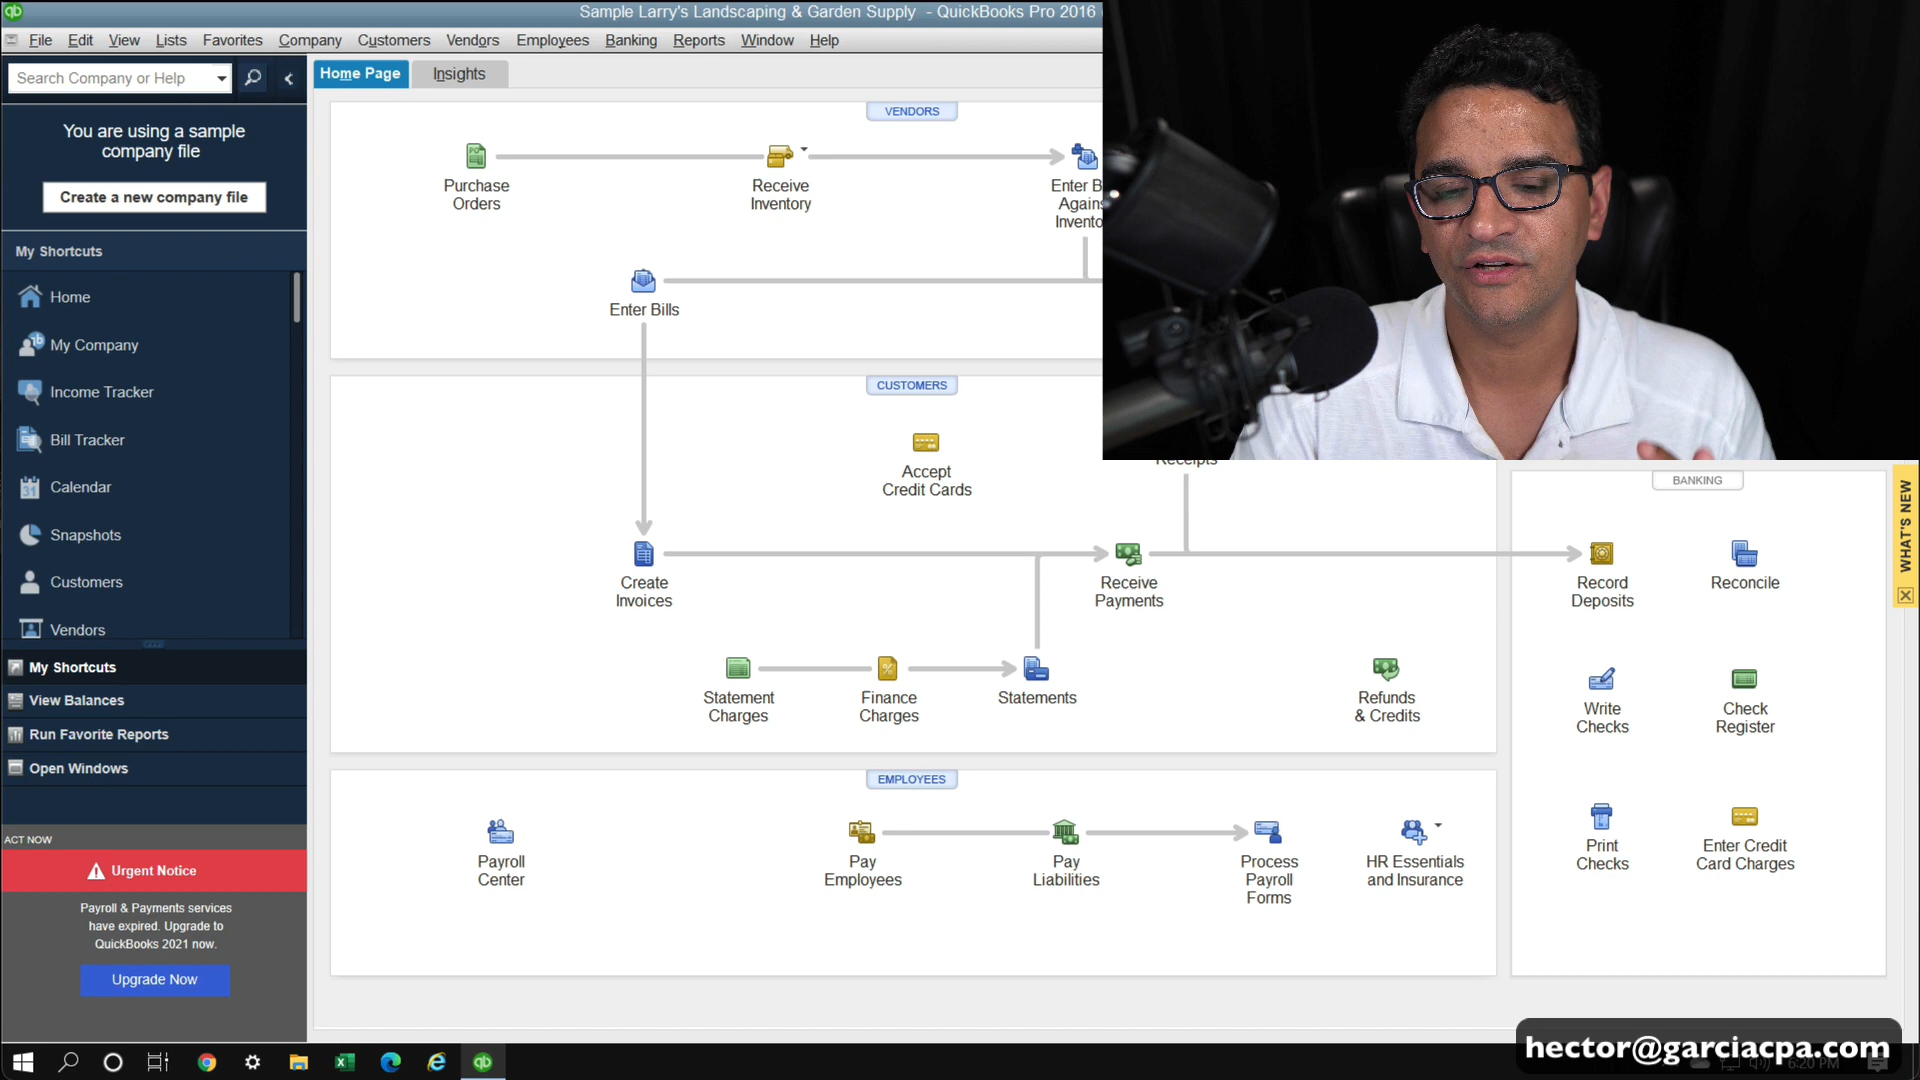 Sample Larry's Landscaping & Garden Supply - QuickBooks Pro 2016
File Edit View Lists Favorites Company Customers Vendors Employees Banking Reports Window Help
Search Company or Help
Home Page
Insights
You are using a sample
company file
Create a new company file
My Shortcuts
Home
My Company
Income Tracker
Bill Tracker
Calendar
31
Snapshots
Customers
Vendors
My Shortcuts
View Balances
Run Favorite Reports
Open Windows
ACT NOW
Urgent Notice
Payroll & Payments services
have expired. Upgrade to
QuickBooks 2021 now.
Upgrade Now
VENDORS
Purchase
Orders
Receive
Inventory
Enter B
Agains
Invento
Enter Bills
CUSTOMERS
Accept
Credit Cards
Receipts
Create
Invoices
Receive
Payments
Statement
Charges
Finance
Charges
Statements
Refunds
& Credits
EMPLOYEES
Payroll
Center
Pay
Employees
Pay
Liabilities
Process
Payroll
Forms
HR Essentials
and Insurance
BANKING
Record
Deposits
Reconcile
Write
Checks
Check
Register
Print
Checks
Enter Credit
Card Charges
WHAT'S NEW
hector@garciacpa.com
6:20 PM